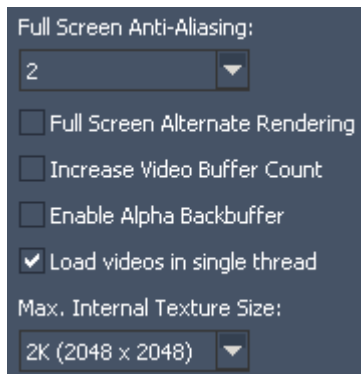 Full Screen Anti-Aliasing:
2
Full Screen Alternate Rendering
Increase Video Buffer Count
Enable Alpha Backbuffer
Load videos in single thread
Max. Internal Texture Size:
2K (2048 x 2048)